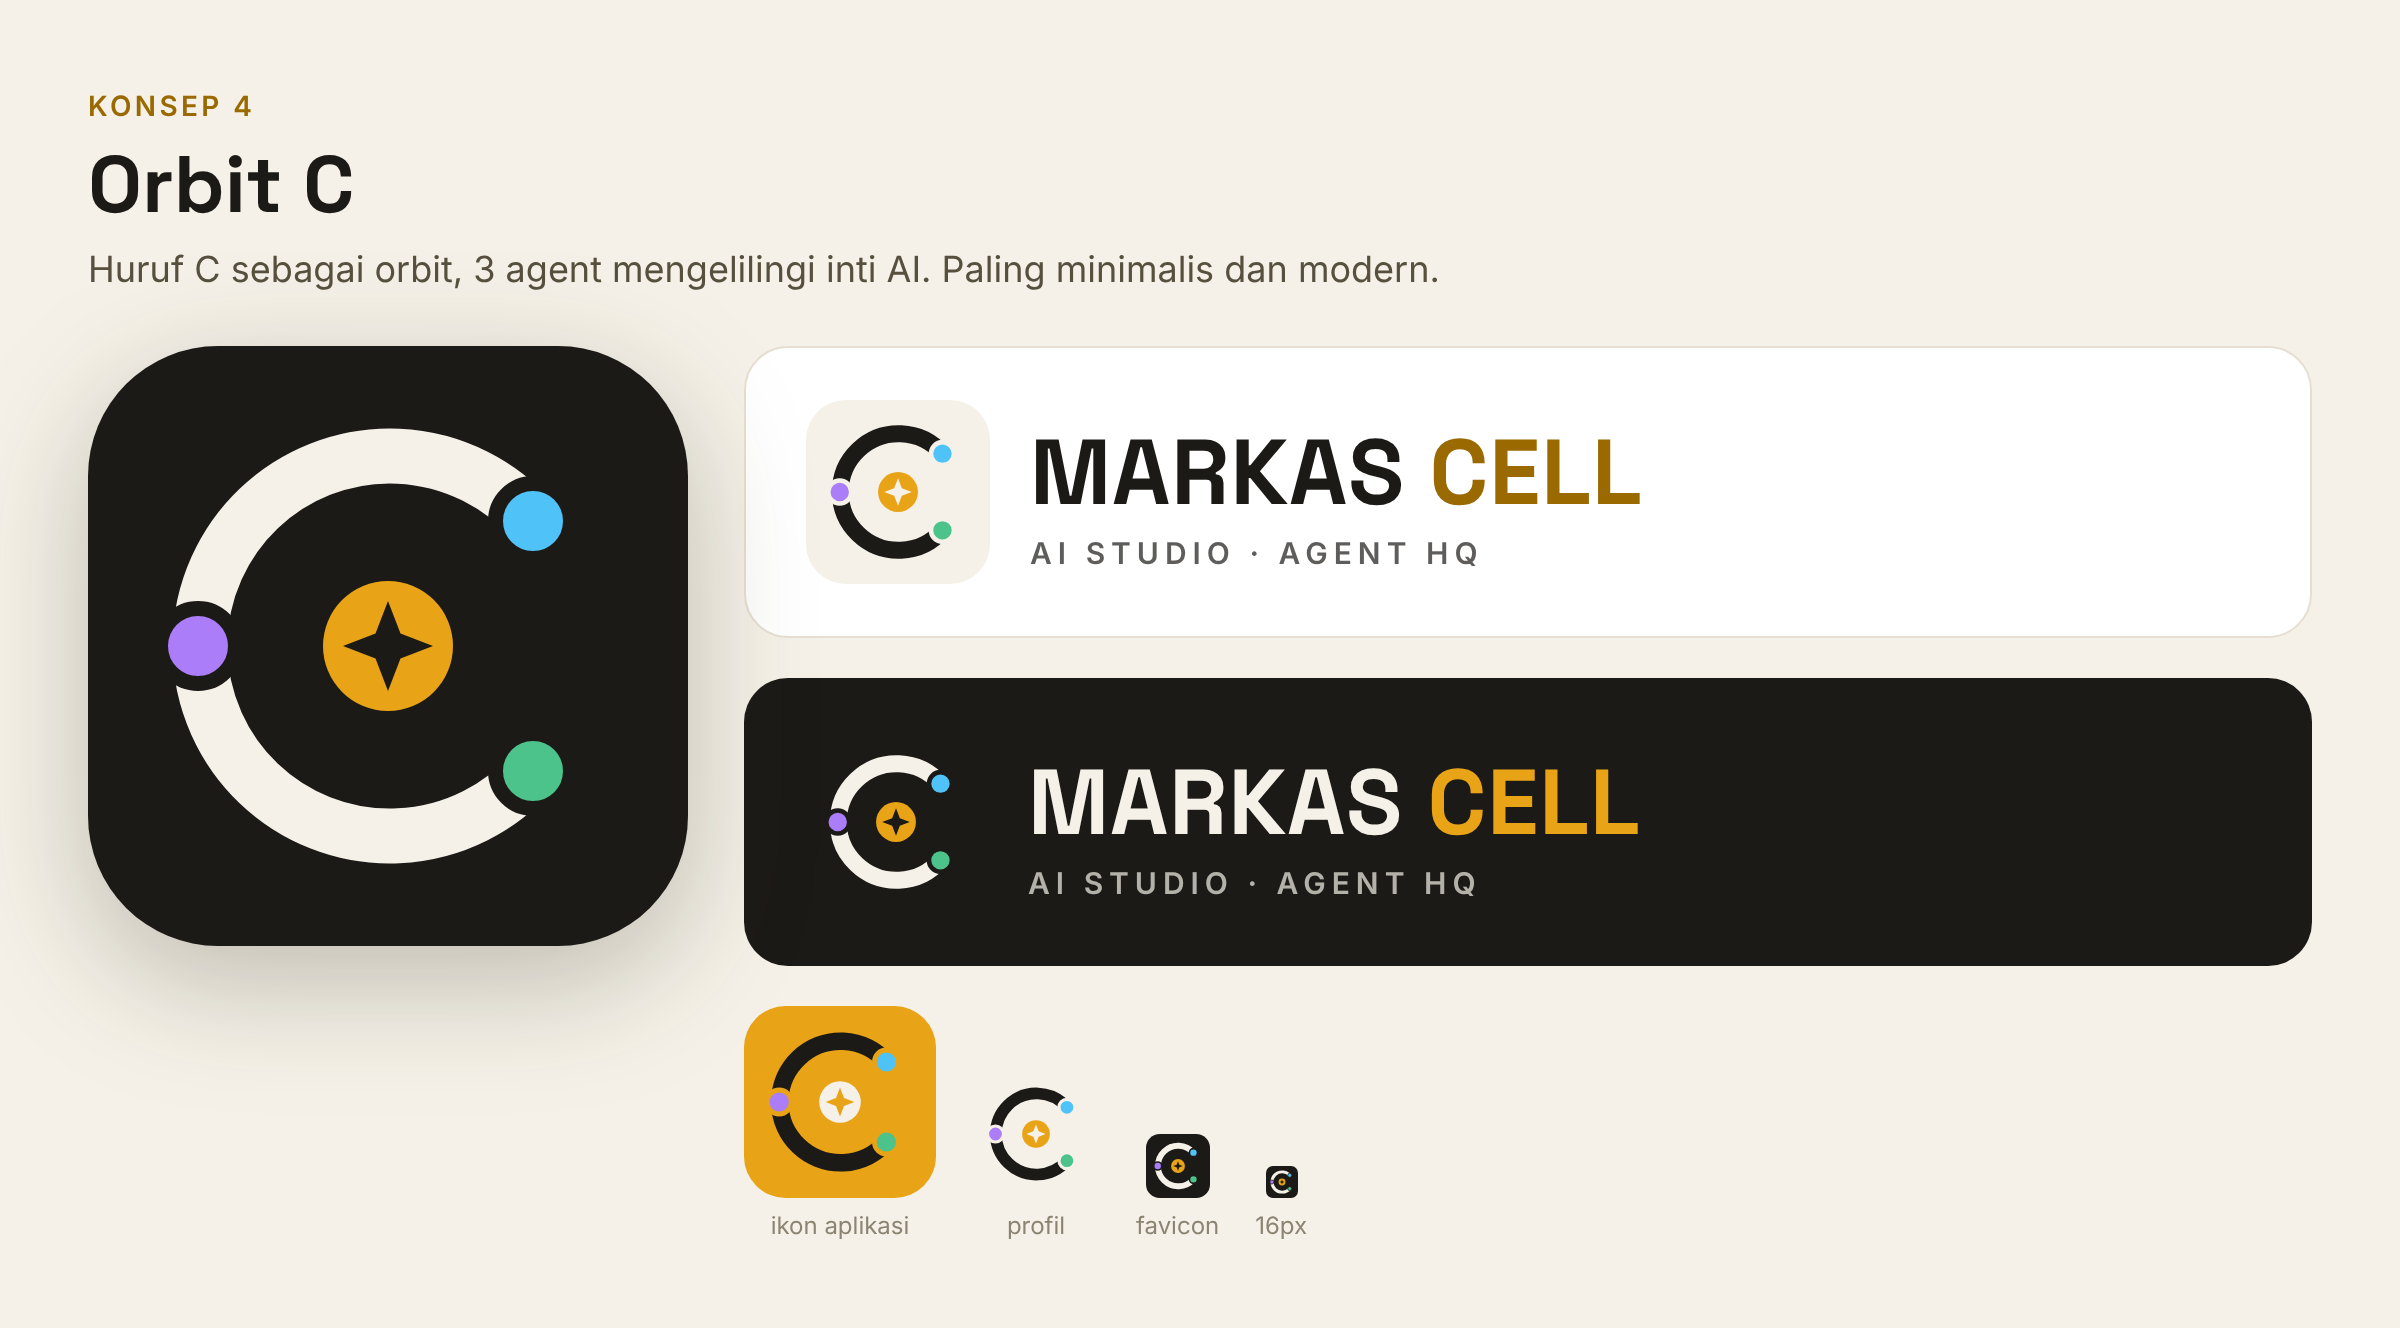 KONSEP 4
Orbit C
Huruf C sebagai orbit, 3 agent mengelilingi inti AI. Paling minimalis dan modern.
MARKAS CELL
AI STUDIO · AGENT HQ
MARKAS CELL
AI STUDIO · AGENT HQ
ikon aplikasi
profil
favicon
16px